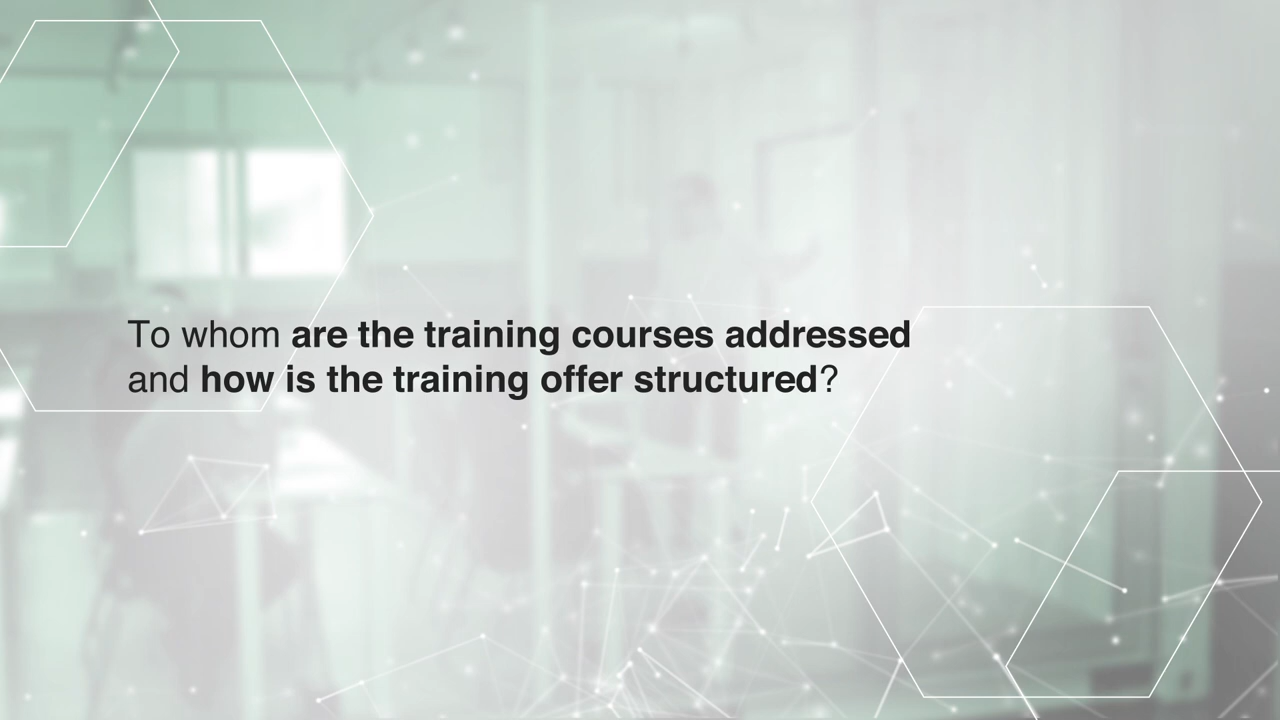 To whom are the training courses addressed
and how is the training offer structured?